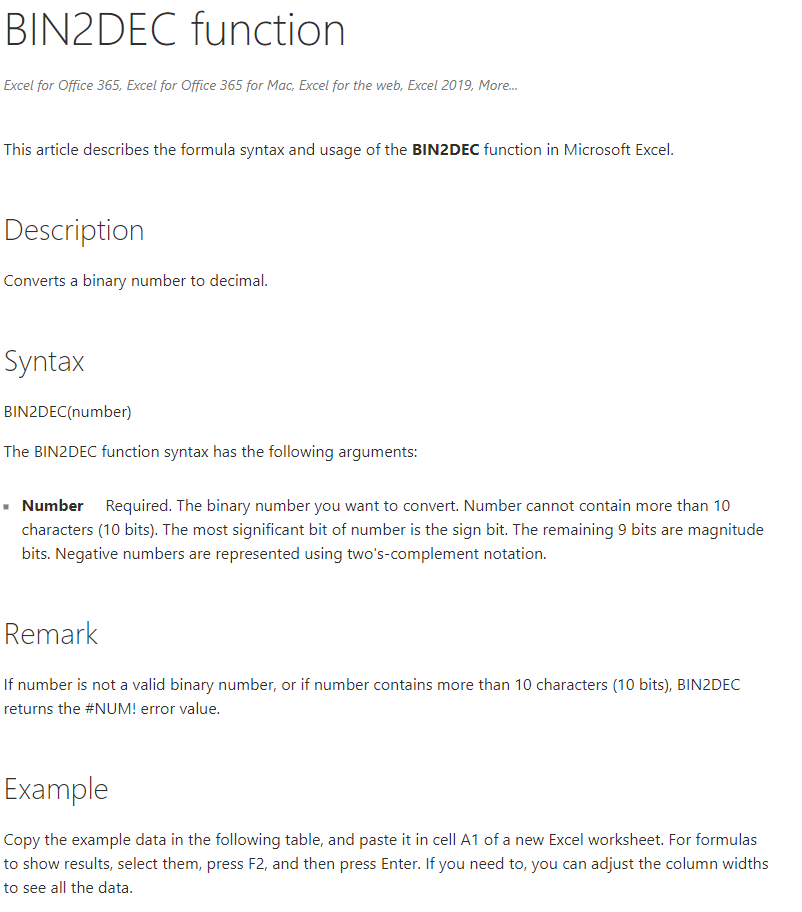 BIN2DEC function
Excel for Office 365, Excel for Office 365 for Mac, Excel for the web, Excel 2019, More...
This article describes the formula syntax and usage of the BIN2DEC function in Microsoft Excel.
Description
Converts a binary number to decimal.
Syntax
BIN2DEC(number)
The BIN2DEC function syntax has the following arguments:
Number Required. The binary number you want to convert. Number cannot contain more than 10
characters (10 bits). The most significant bit of number is the sign bit. The remaining 9 bits are magnitude
bits. Negative numbers are represented using two's-complement notation.
Remark
If number is not a valid binary number, or if number contains more than 10 characters (10 bits), BIN2DEC
returns the #NUM! error value.
Example
Copy the example data in the following table, and paste it in cell A1 of a new Excel worksheet. For formulas
to show results, select them, press F2, and then press Enter. If you need to, you can adjust the column widths
to see all the data.